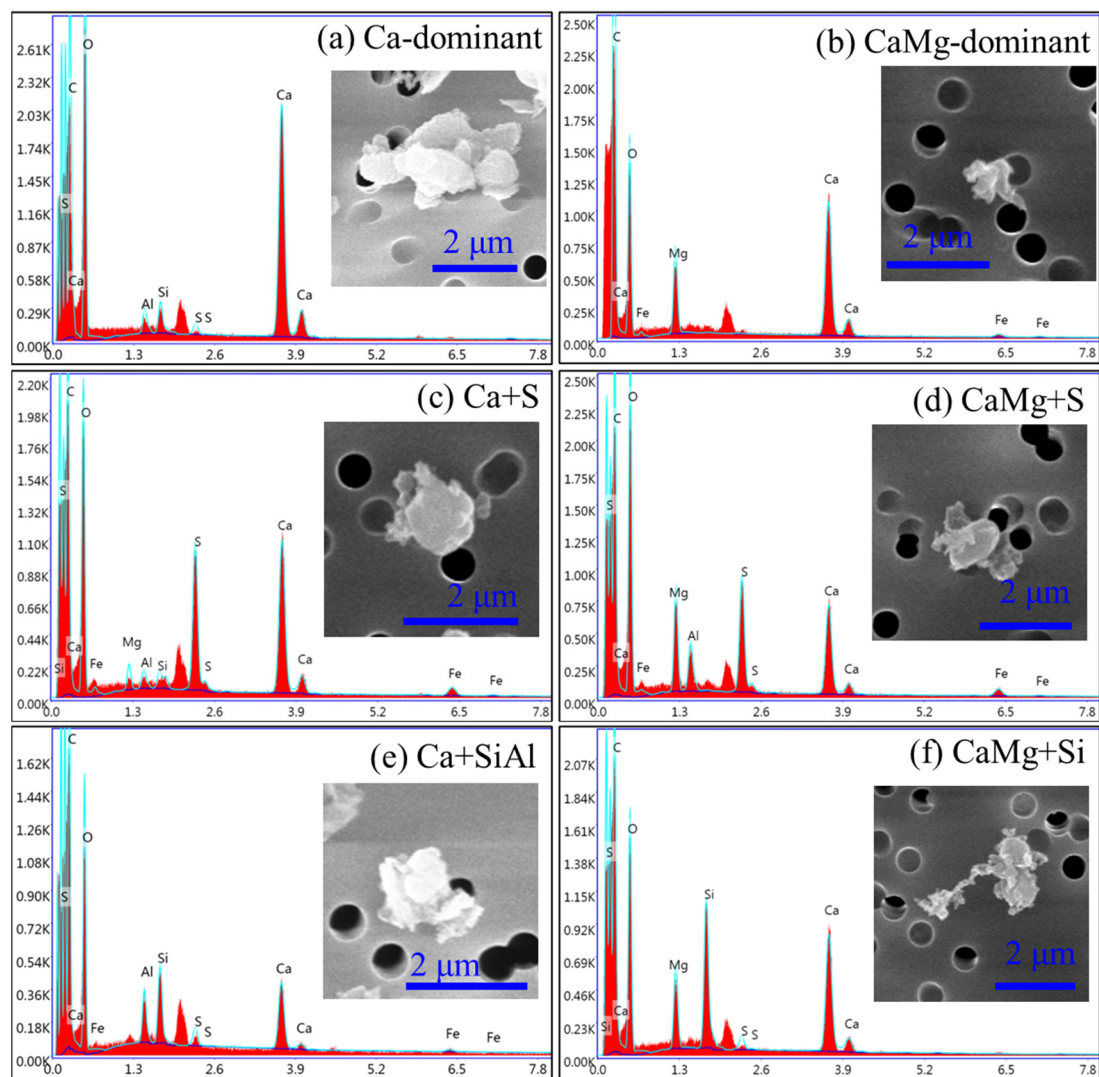 (a) Ca-dominant
2.61K
2.32K
2.03K
1.74K
1.45K
1.16K
0.87K
0.58K
0.29K
0.00K
C
O
S
Ca
Al
Si
S S
Ca
Ca
2 μm
0.0 1.3 2.6 3.9 5.2 6.5 7.8
(b) CaMg-dominant
2.50K
2.25K
2.00K
1.75K
1.50K
1.25K
1.00K
0.75K
0.50K
0.25K
0.00K
C
O
Ca
Fe
Mg
Ca
Ca
Fe
Fe
2 μm
0.0 1.3 2.6 3.9 5.2 6.5 7.8
(c) Ca+S
2.20K
1.98K
1.76K
1.54K
1.32K
1.10K
0.88K
0.66K
0.44K
0.22K
0.00K
C
O
S
Ca
Si
Fe
Mg
Al
Si
S
S
Ca
Ca
Fe
Fe
2 μm
0.0 1.3 2.6 3.9 5.2 6.5 7.8
(d) CaMg+S
2.50K
2.25K
2.00K
1.75K
1.50K
1.25K
1.00K
0.75K
0.50K
0.25K
0.00K
C
O
S
Ca
Fe
Mg
Al
S
S
Ca
Ca
Fe
Fe
2 μm
0.0 1.3 2.6 3.9 5.2 6.5 7.8
(e) Ca+SiAl
1.62K
1.44K
1.26K
1.08K
0.90K
0.72K
0.54K
0.36K
0.18K
0.00K
C
O
S
Ca
Fe
Al
Si
S
S
Ca
Ca
Fe
Fe
2 μm
0.0 1.3 2.6 3.9 5.2 6.5 7.8
(f) CaMg+Si
2.07K
1.84K
1.61K
1.38K
1.15K
0.92K
0.69K
0.46K
0.23K
0.00K
C
O
S
Ca
Si
Mg
Si
S
S
Ca
Ca
2 μm
0.0 1.3 2.6 3.9 5.2 6.5 7.8